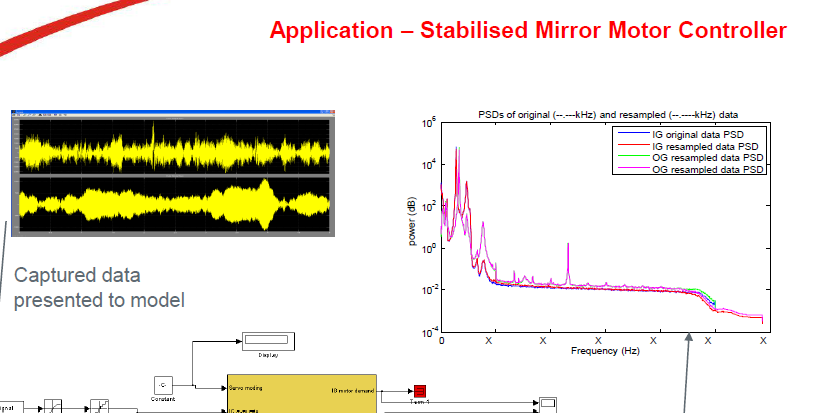 Application – Stabilised Mirror Motor Controller
PSDs of original (--.---kHz) and resampled (--.----kHz) data
IG original data PSD
IG resampled data PSD
OG resampled data PSD
OG resampled data PSD
10^6
10^4
10^2
10^0
10^-2
10^-4
power (dB)
0 X X X X X X
Frequency (Hz)
Captured data
presented to model
Display
-C-
Constant
Servo moding
IG motor demand